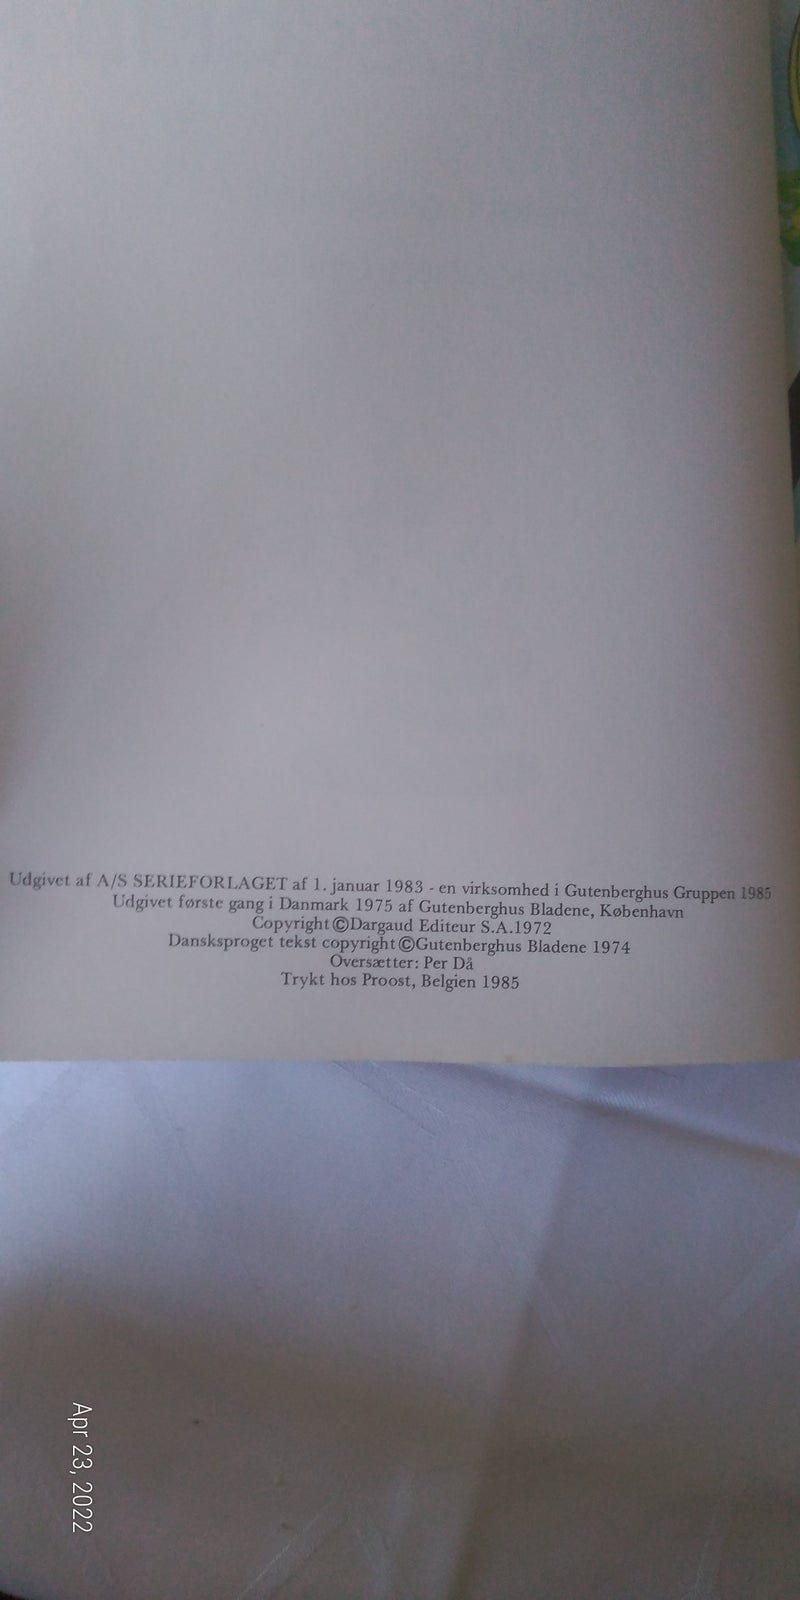 Udgivet af A/S SERIEFORLAGET af 1. januar 1983 - en virksomhed i Gutenberghus Gruppen 1985
Udgivet første gang i Danmark 1975 af Gutenberghus Bladene, København
Copyright ©Dargaud Editeur S.A.1972
Dansksproget tekst copyright ©Gutenberghus Bladene 1974
Oversætter: Per Då
Trykt hos Proost, Belgien 1985
Apr 23, 2022